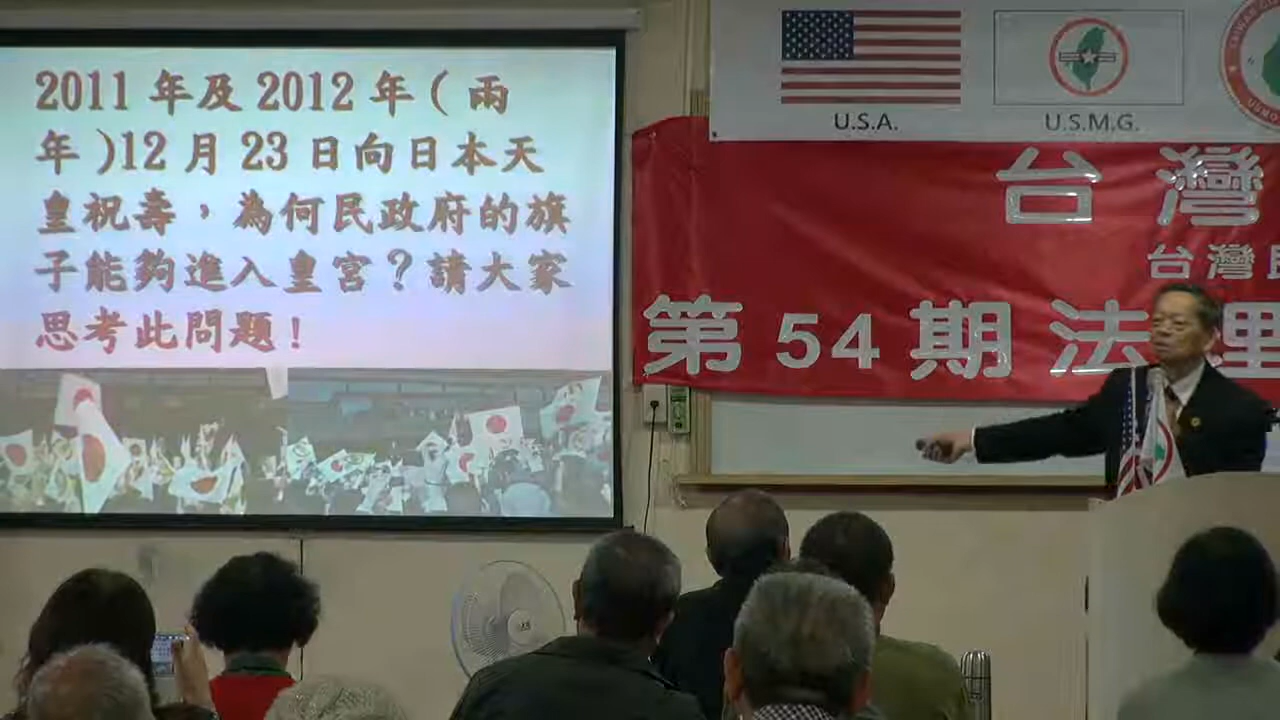 2011 年及 2012 年 ( 兩
年 )12 月 23 日向日本天
皇祝壽，為何民政府的旗
子能夠進入皇宮？請大家
思考此問題!
U.S.A.
U.S.M.G.
台灣
台灣民
第 54 期 法理